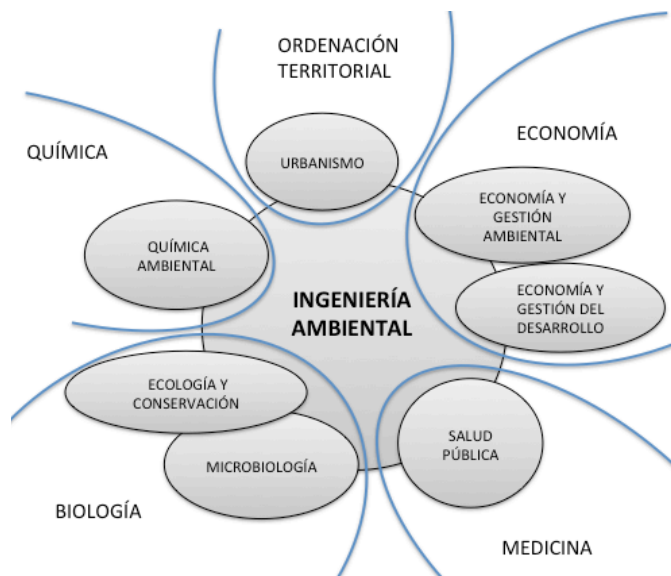 ORDENACIÓN
TERRITORIAL
ECONOMÍA
QUÍMICA
URBANISMO
ECONOMÍA Y
GESTIÓN
AMBIENTAL
QUÍMICA
AMBIENTAL
INGENIERÍA
AMBIENTAL
ECONOMÍA Y
GESTIÓN DEL
DESARROLLO
ECOLOGÍA Y
CONSERVACIÓN
SALUD
PÚBLICA
MICROBIOLOGÍA
BIOLOGÍA
MEDICINA